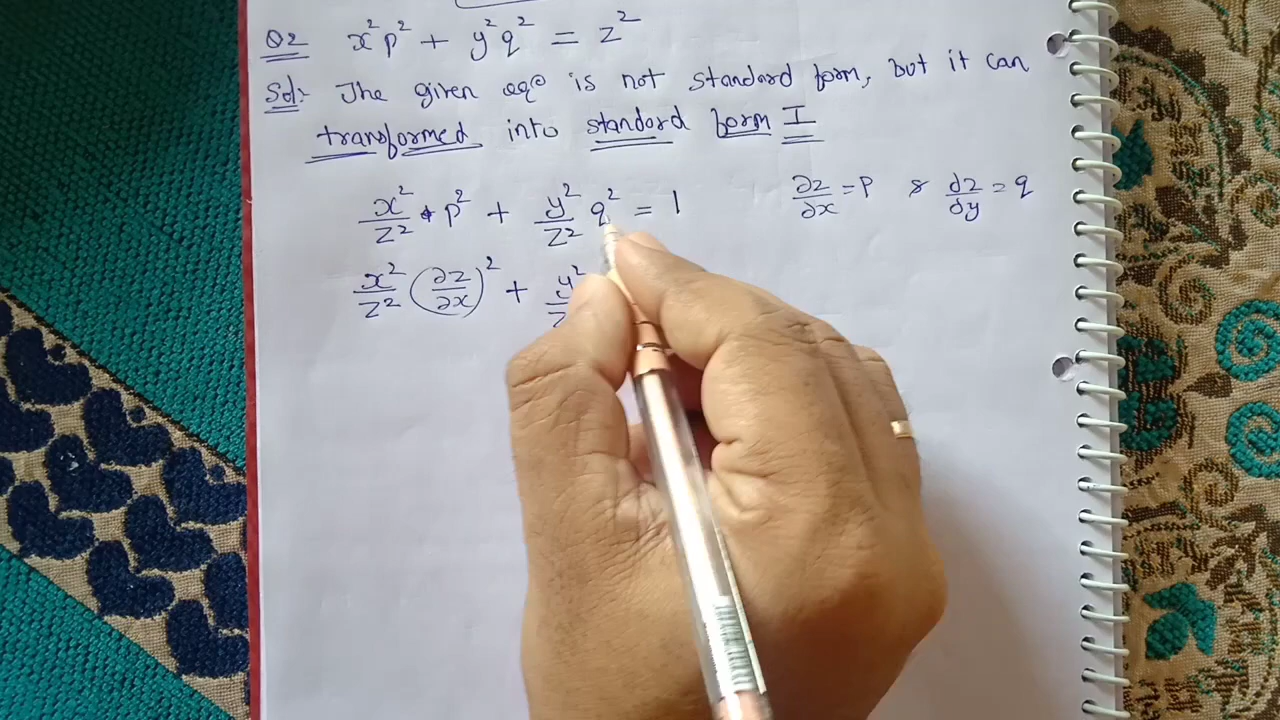 Q2 x²p² + y²q² = z²
Sol: The given eqn is not standard form, but it can
transformed into standard form I
x²/z² * p² + y²/z² q² = 1 ∂z/∂x = p & ∂z/∂y = q
x²/z² (∂z/∂x)² + y²/z